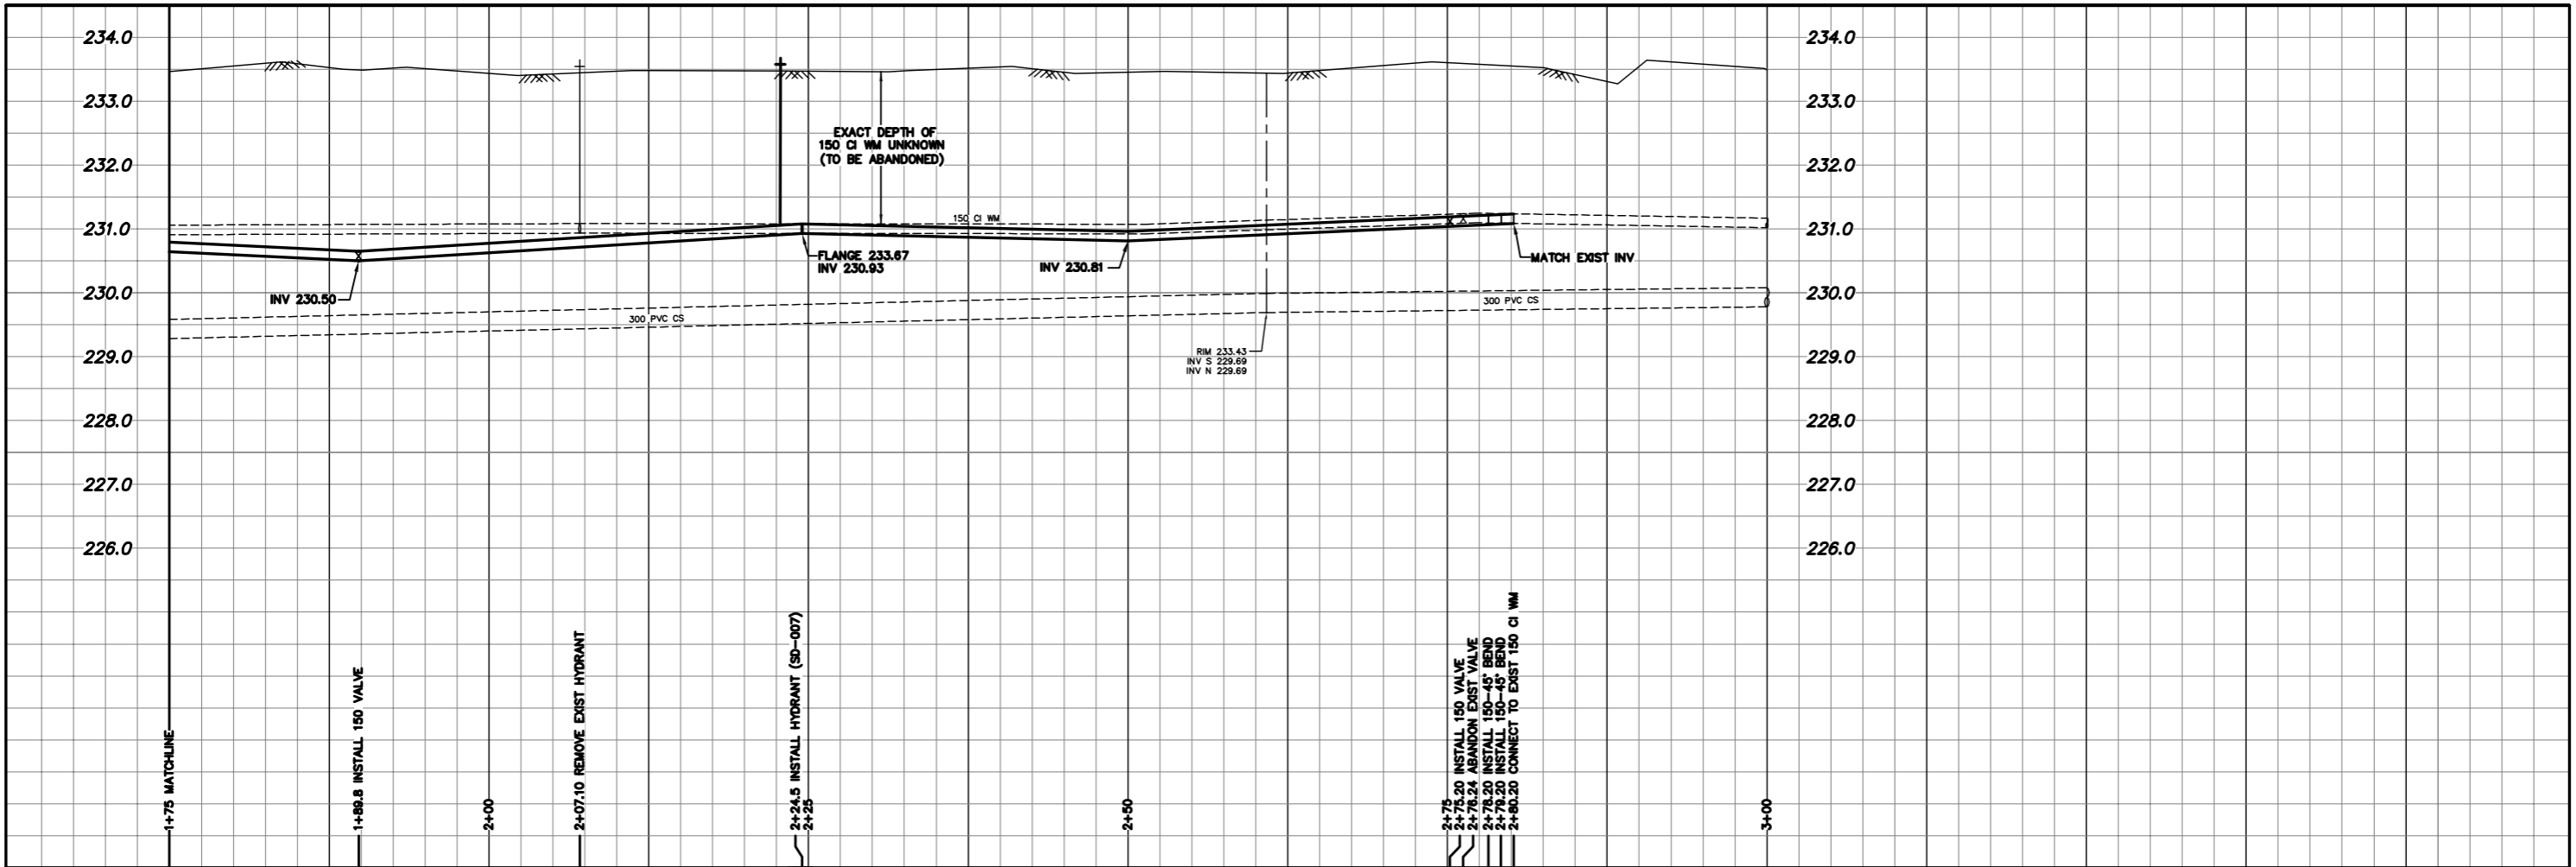 234.0
234.0
233.0
233.0
EXACT DEPTH OF
150 CI WM UNKNOWN
(TO BE ABANDONED)
232.0
232.0
150 CI WM
231.0
231.0
FLANGE 233.67
INV 230.93
INV 230.81
MATCH EXIST INV
INV 230.50
230.0
230.0
300 PVC CS
300 PVC CS
RIM 233.43
INV S 229.69
INV N 229.69
229.0
229.0
228.0
228.0
227.0
227.0
226.0
226.0
1+75 MATCHLINE
1+89.8 INSTALL 150 VALVE
2+00
2+07.10 REMOVE EXIST HYDRANT
2+24.5 INSTALL HYDRANT (SD-007)
2+25
2+50
2+75
2+75.20 INSTALL 150 VALVE
2+76.24 ABANDON EXIST VALVE
2+78.20 INSTALL 150-45° BEND
2+79.20 INSTALL 150-45° BEND
2+80.20 CONNECT TO EXIST 150 CI WM
3+00